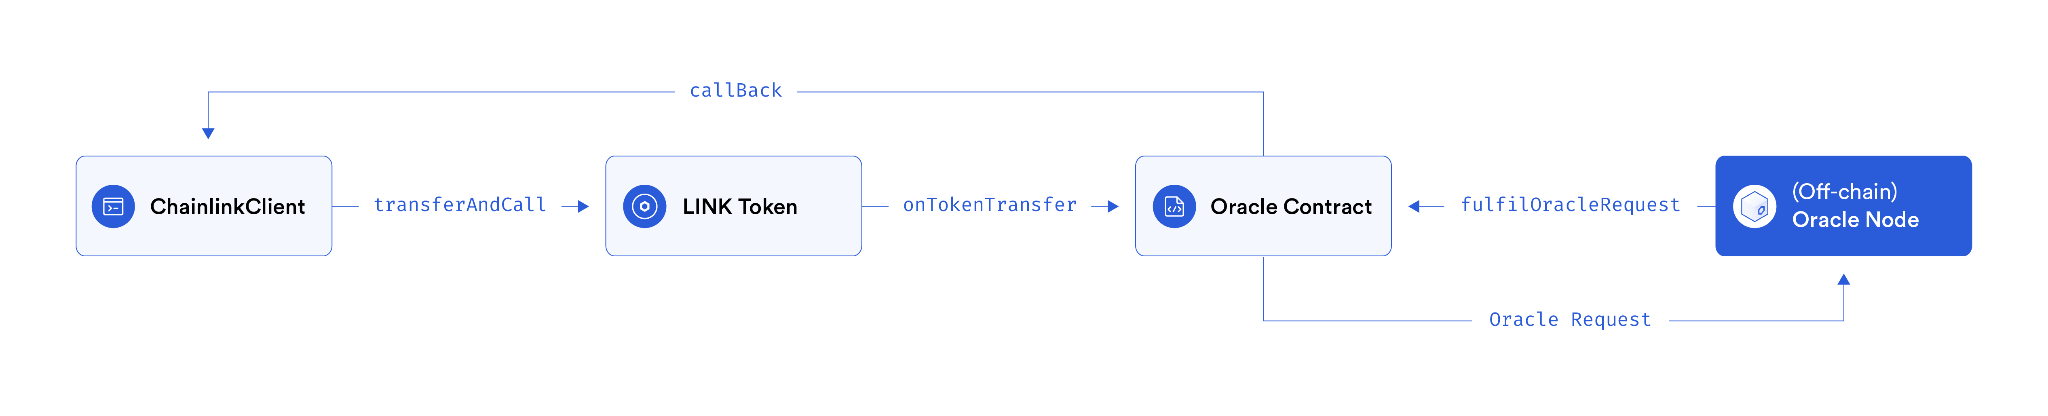 callBack
ChainlinkClient
transferAndCall
LINK Token
onTokenTransfer
Oracle Contract
fulfilOracleRequest
(Off-chain)
Oracle Node
Oracle Request